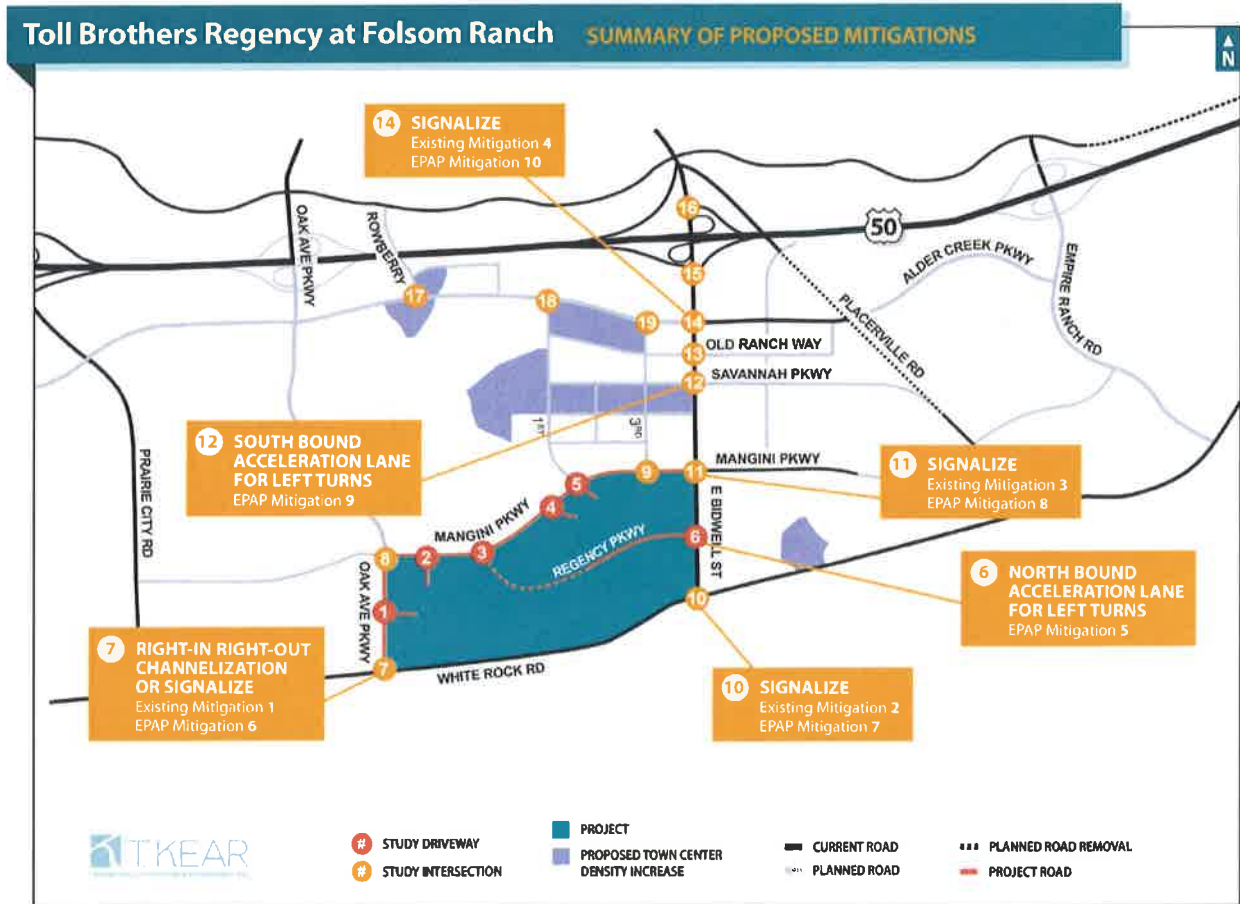 Toll Brothers Regency at Folsom Ranch SUMMARY OF PROPOSED MITIGATIONS
N
14 SIGNALIZE
Existing Mitigation 4
EPAP Mitigation 10
16
50
OAK AVE PKWY
ROWBERRY
ALDER CREEK PKWY
EMPIRE RANCH RD
15
17
18
19
14
PLACERVILLE RD
13
OLD RANCH WAY
12
SAVANNAH PKWY
1ST
3RD
12 SOUTH BOUND
ACCELERATION LANE
FOR LEFT TURNS
EPAP Mitigation 9
PRAIRIE CITY RD
9
11
MANGINI PKWY
11 SIGNALIZE
Existing Mitigation 3
EPAP Mitigation 8
5
4
MANGINI PKWY
E BIDWELL ST
6
REGENCY PKWY
8
2
3
OAK AVE PKWY
1
10
6 NORTH BOUND
ACCELERATION LANE
FOR LEFT TURNS
EPAP Mitigation 5
7 RIGHT-IN RIGHT-OUT
CHANNELIZATION
OR SIGNALIZE
Existing Mitigation 1
EPAP Mitigation 6
7
WHITE ROCK RD
10 SIGNALIZE
Existing Mitigation 2
EPAP Mitigation 7
TKEAR
# STUDY DRIVEWAY
# STUDY INTERSECTION
PROJECT
PROPOSED TOWN CENTER
DENSITY INCREASE
CURRENT ROAD
PLANNED ROAD
PLANNED ROAD REMOVAL
PROJECT ROAD